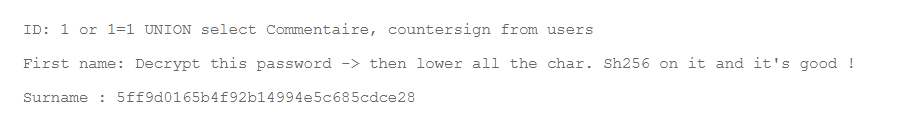 ID: 1 or 1=1 UNION select Commentaire, countersign from users
First name: Decrypt this password -> then lower all the char. Sh256 on it and it's good !
Surname : 5ff9d0165b4f92b14994e5c685cdce28